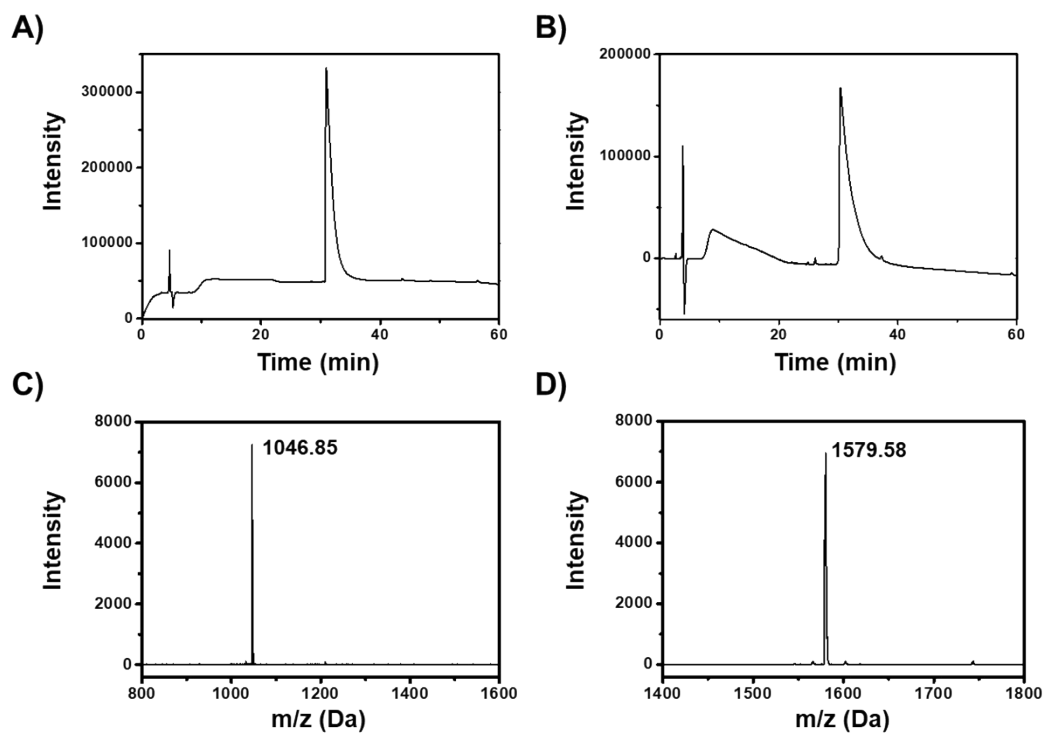 A)
300000
200000
100000
0
Intensity
0 20 40 60
Time (min)
B)
200000
100000
0
Intensity
0 20 40 60
Time (min)
C)
8000
6000
4000
2000
0
Intensity
1046.85
800 1000 1200 1400 1600
m/z (Da)
D)
8000
6000
4000
2000
0
Intensity
1579.58
1400 1500 1600 1700 1800
m/z (Da)